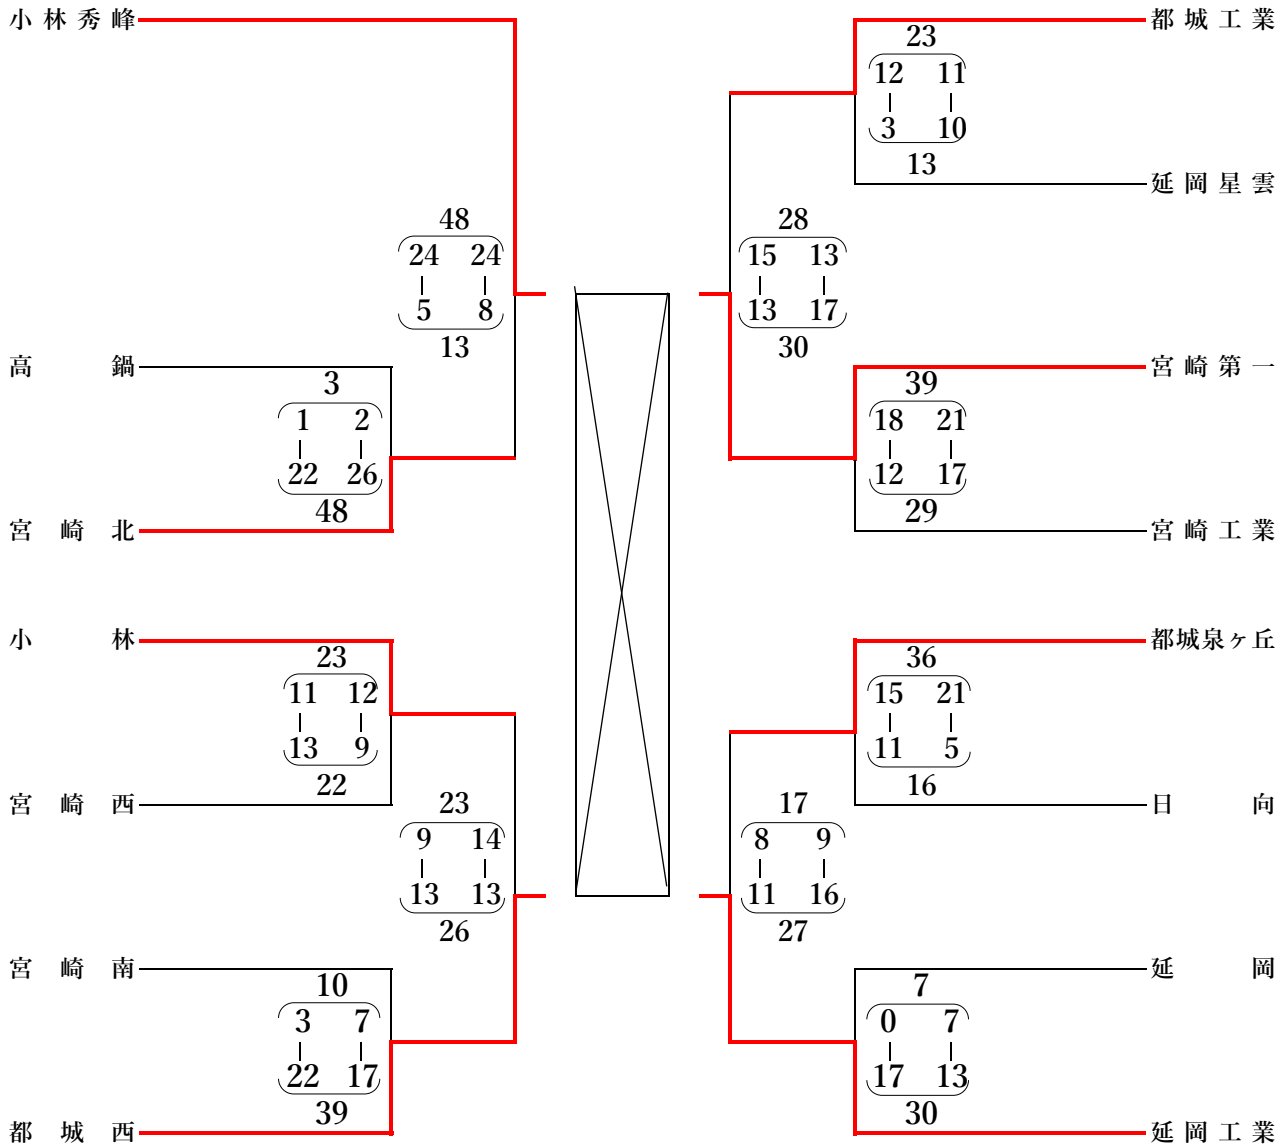 小林秀峰
都城工業
23
12 11
3 10
13
延岡星雲
48
24 24
5 8
13
28
15 13
13 17
30
高鍋
3
1 2
22 26
48
宮崎北
宮崎第一
39
18 21
12 17
29
宮崎工業
小林
23
11 12
13 9
22
宮崎西
都城泉ヶ丘
36
15 21
11 5
16
日向
23
9 14
13 13
26
17
8 9
11 16
27
宮崎南
10
3 7
22 17
39
都城西
延岡
7
0 7
17 13
30
延岡工業